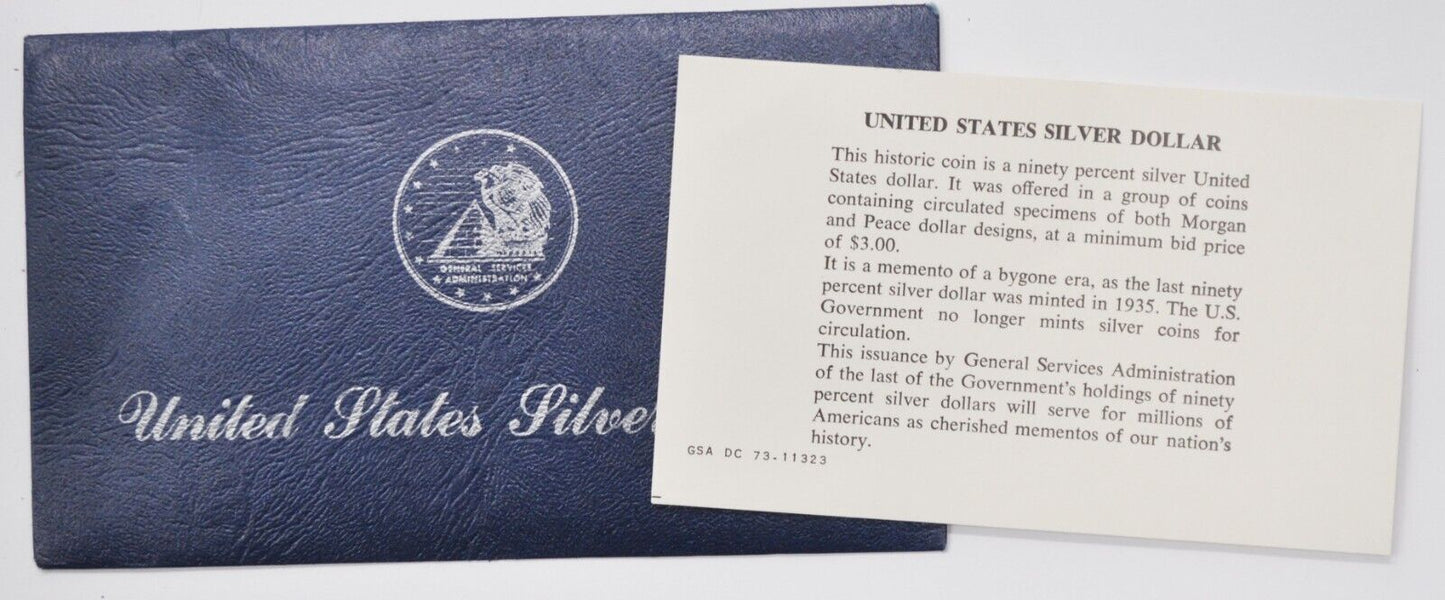 GENERAL SERVICES
ADMINISTRATION
United States Silve
UNITED STATES SILVER DOLLAR
This historic coin is a ninety percent silver United
States dollar. It was offered in a group of coins
containing circulated specimens of both Morgan
and Peace dollar designs, at a minimum bid price
of $3.00.
It is a memento of a bygone era, as the last ninety
percent silver dollar was minted in 1935. The U.S.
Government no longer mints silver coins for
circulation.
This issuance by General Services Administration
of the last of the Government's holdings of ninety
percent silver dollars will serve for millions of
Americans as cherished mementos of our nation's
history.
GSA DC 73-11323